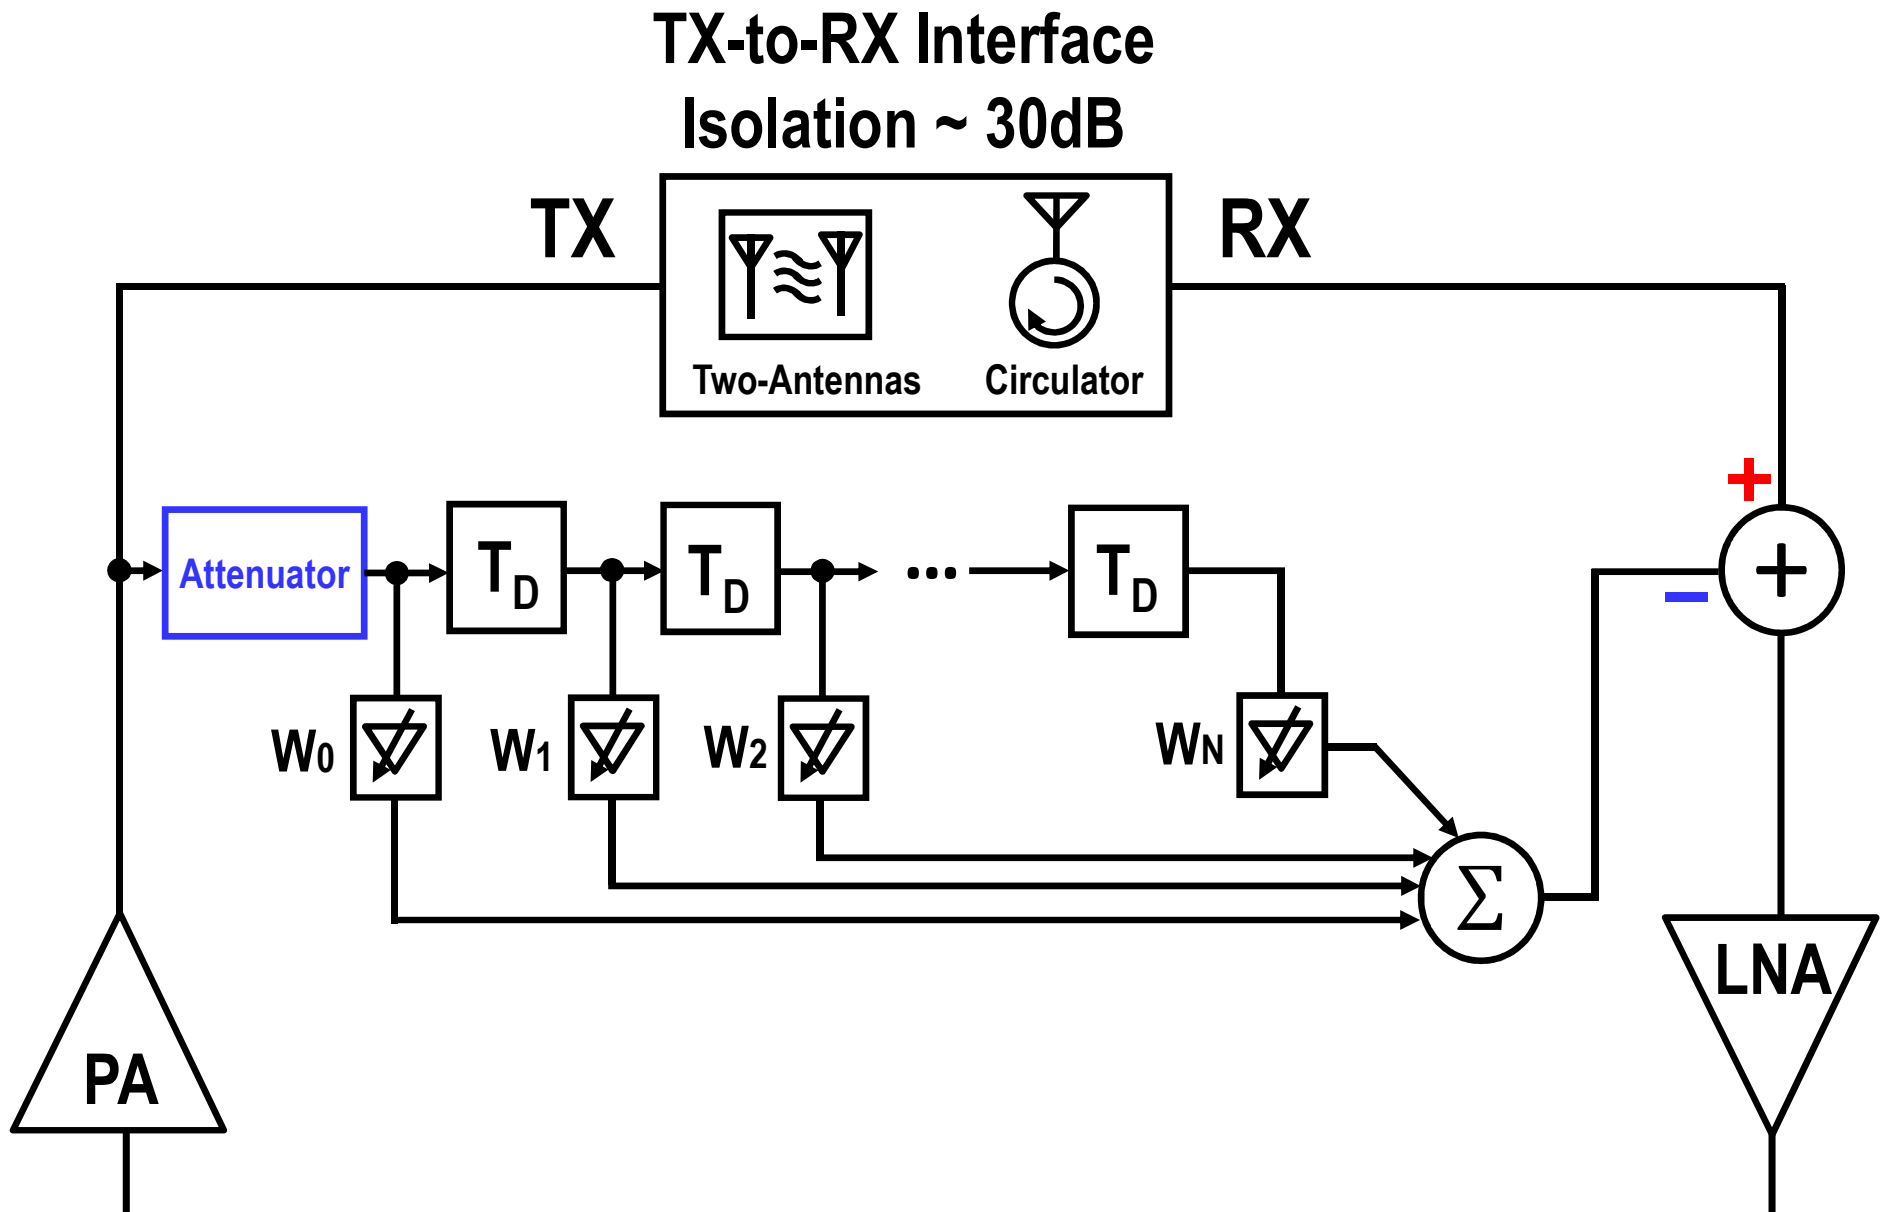 TX-to-RX Interface
Isolation ~ 30dB
TX
RX
Two-Antennas
Circulator
+
Attenuator
TD
TD
...
TD
+
−
W0
W1
W2
WN
Σ
LNA
PA